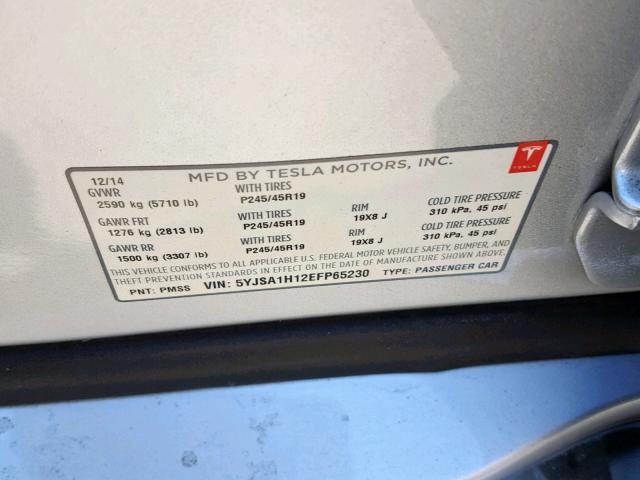 12/14 MFD BY TESLA MOTORS, INC.
TESLA
GVWR WITH TIRES
2590 kg (5710 lb) P245/45R19
GAWR FRT WITH TIRES RIM COLD TIRE PRESSURE
1276 kg (2813 lb) P245/45R19 19X8 J 310 kPa, 45 psi
GAWR RR WITH TIRES RIM COLD TIRE PRESSURE
1500 kg (3307 lb) P245/45R19 19X8 J 310 kPa, 45 psi
THIS VEHICLE CONFORMS TO ALL APPLICABLE U.S. FEDERAL MOTOR VEHICLE SAFETY, BUMPER, AND
THEFT PREVENTION STANDARDS IN EFFECT ON THE DATE OF MANUFACTURE SHOWN ABOVE.
PNT: PMSS VIN: 5YJSA1H12EFP65230 TYPE: PASSENGER CAR